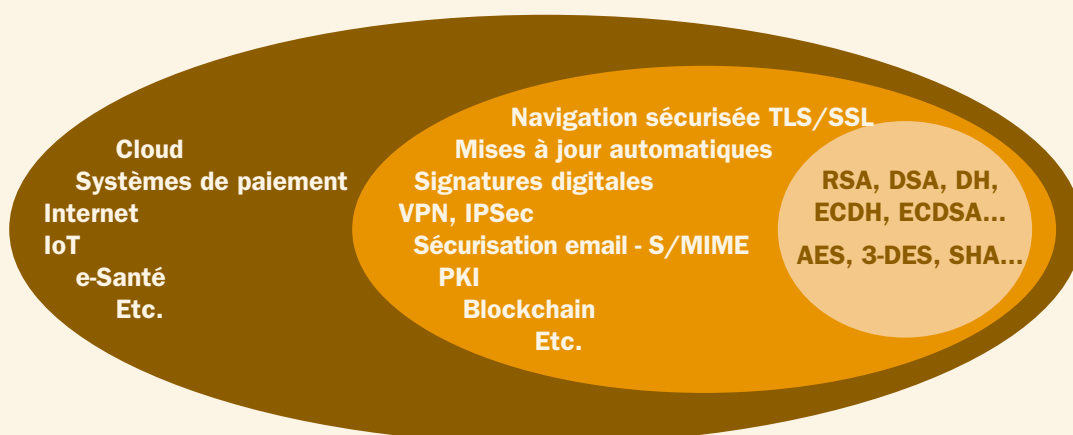 Cloud
Systèmes de paiement
Internet
IoT
e-Santé
Etc.
Navigation sécurisée TLS/SSL
Mises à jour automatiques
Signatures digitales
VPN, IPSec
Sécurisation email - S/MIME
PKI
Blockchain
Etc.
RSA, DSA, DH,
ECDH, ECDSA...
AES, 3-DES, SHA...